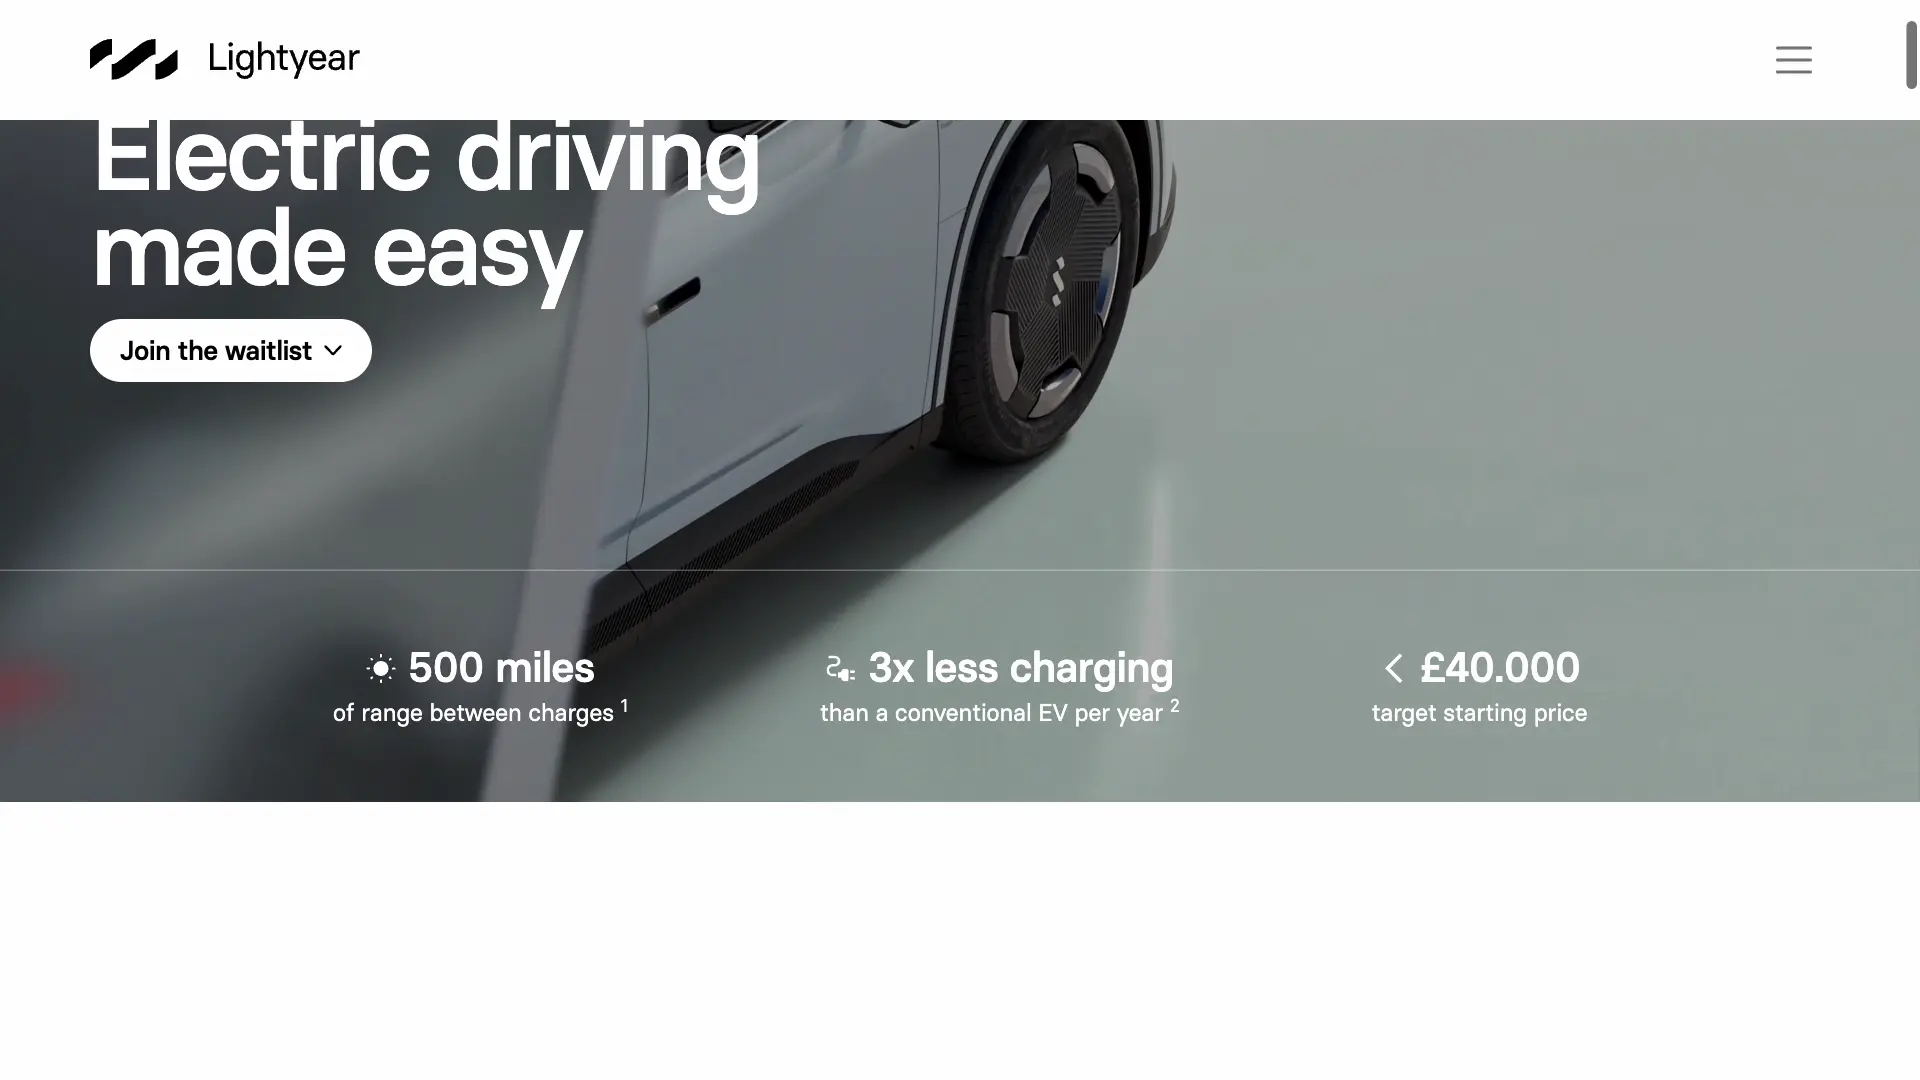 Lightyear
Electric driving
made easy
Join the waitlist
500 miles
of range between charges 1
3x less charging
than a conventional EV per year 2
< £40.000
target starting price